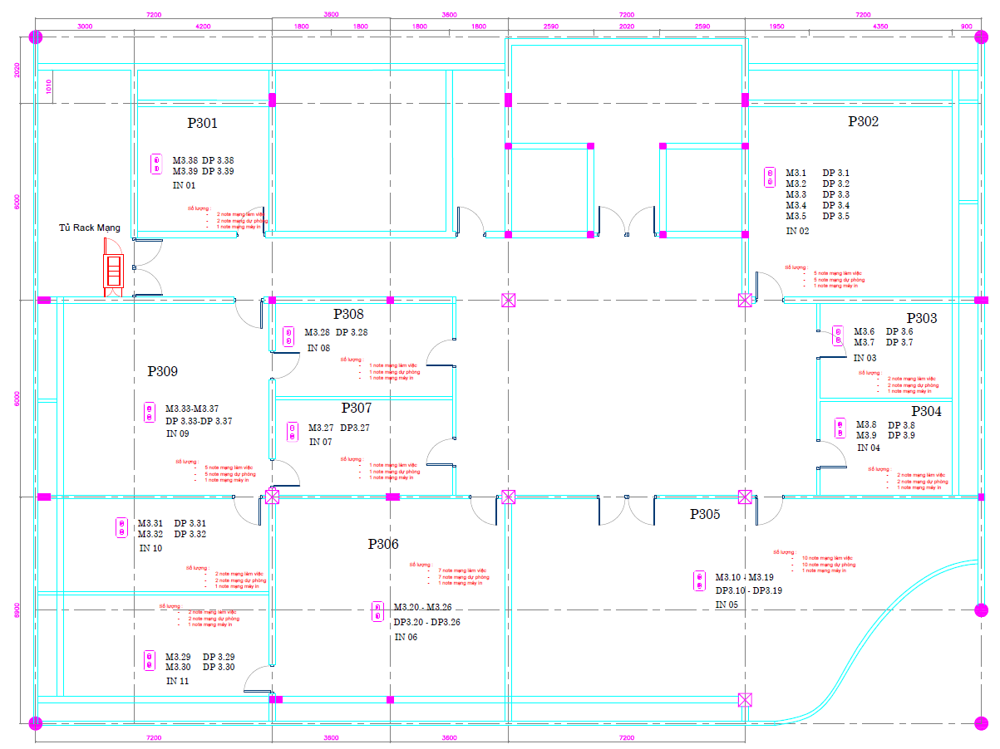 7200
3600
3600
7200
3000
4200
1800
1800
1800
1800
2590
7200
2020
2590
1950
4350
900
2020
1010
P301
P302
M3.38 DP 3.38
M3.39 DP 3.39
IN 01
M3.1 DP 3.1
M3.2 DP 3.2
M3.3 DP 3.3
M3.4 DP 3.4
M3.5 DP 3.5
IN 02
6000
Số lượng :
- 2 note mạng làm việc
- 2 note mạng dự phòng
- 1 note mạng máy in
Tủ Rack Mạng
Số lượng :
- 5 note mạng làm việc
- 5 note mạng dự phòng
- 1 note mạng máy in
P308
M3.28 DP 3.28
IN 08
P303
M3.6 DP 3.6
M3.7 DP 3.7
IN 03
Số lượng :
- 1 note mạng làm việc
- 1 note mạng dự phòng
- 1 note mạng máy in
Số lượng :
- 2 note mạng làm việc
- 2 note mạng dự phòng
- 1 note mạng máy in
P309
6000
M3.33-M3.37
DP 3.33-DP 3.37
IN 09
P307
M3.27 DP3.27
IN 07
P304
M3.8 DP 3.8
M3.9 DP 3.9
IN 04
Số lượng :
- 5 note mạng làm việc
- 5 note mạng dự phòng
- 1 note mạng máy in
Số lượng :
- 1 note mạng làm việc
- 1 note mạng dự phòng
- 1 note mạng máy in
Số lượng :
- 2 note mạng làm việc
- 2 note mạng dự phòng
- 1 note mạng máy in
M3.31 DP 3.31
M3.32 DP 3.32
IN 10
P306
P305
Số lượng :
- 2 note mạng làm việc
- 2 note mạng dự phòng
- 1 note mạng máy in
Số lượng :
- 7 note mạng làm việc
- 7 note mạng dự phòng
- 1 note mạng máy in
Số lượng :
- 10 note mạng làm việc
- 10 note mạng dự phòng
- 1 note mạng máy in
M3.10 - M3.19
DP3.10 - DP3.19
IN 05
Số lượng :
- 2 note mạng làm việc
- 2 note mạng dự phòng
- 1 note mạng máy in
6900
M3.20 - M3.26
DP3.20 - DP3.26
IN 06
M3.29 DP 3.29
M3.30 DP 3.30
IN 11
7200
3600
3600
7200